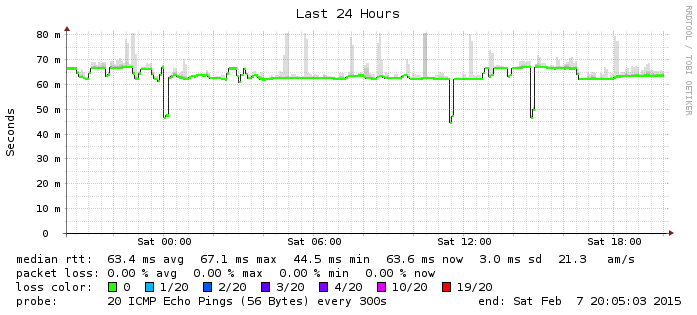 Last 24 Hours
80 m
70 m
60 m
50 m
40 m
30 m
20 m
10 m
0
Seconds
RRDTOOL / TOBI OETIKER
Sat 00:00 Sat 06:00 Sat 12:00 Sat 18:00
median rtt: 63.4 ms avg 67.1 ms max 44.5 ms min 63.6 ms now 3.0 ms sd 21.3 am/s
packet loss: 0.00 % avg 0.00 % max 0.00 % min 0.00 % now
loss color: 0 1/20 2/20 3/20 4/20 10/20 19/20
probe: 20 ICMP Echo Pings (56 Bytes) every 300s end: Sat Feb 7 20:05:03 2015